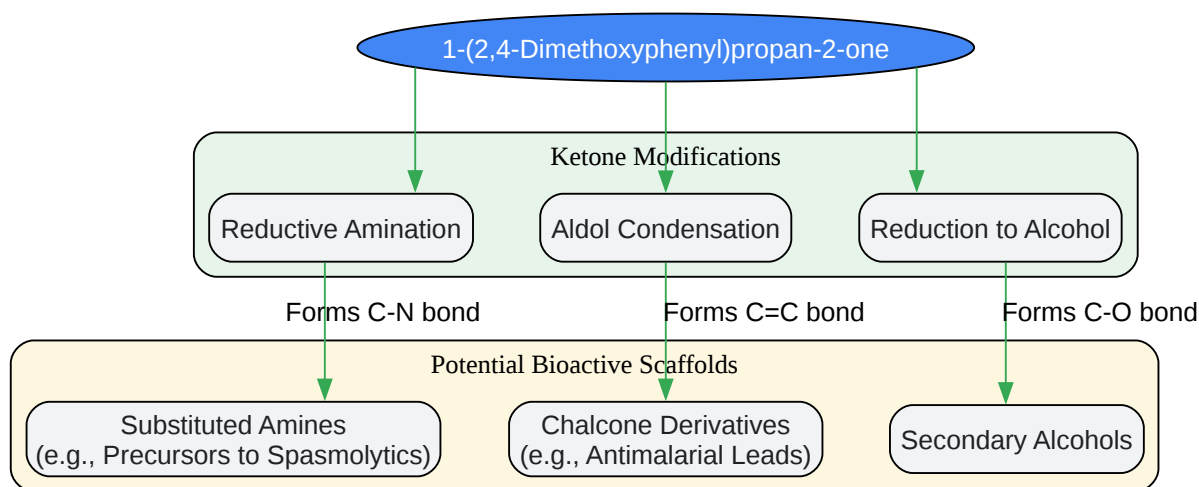 1-(2,4-Dimethoxyphenyl)propan-2-one
Ketone Modifications
Reductive Amination
Aldol Condensation
Reduction to Alcohol
Forms C-N bond
Forms C=C bond
Forms C-O bond
Potential Bioactive Scaffolds
Substituted Amines
(e.g., Precursors to Spasmolytics)
Chalcone Derivatives
(e.g., Antimalarial Leads)
Secondary Alcohols